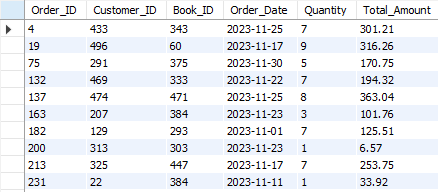 Order_ID Customer_ID Book_ID Order_Date Quantity Total_Amount
4 433 343 2023-11-25 7 301.21
19 496 60 2023-11-17 9 316.26
75 291 375 2023-11-30 5 170.75
132 469 333 2023-11-22 7 194.32
137 474 471 2023-11-25 8 363.04
163 207 384 2023-11-23 3 101.76
182 129 293 2023-11-01 7 125.51
200 313 303 2023-11-23 1 6.57
213 325 447 2023-11-17 7 253.75
231 22 384 2023-11-11 1 33.92